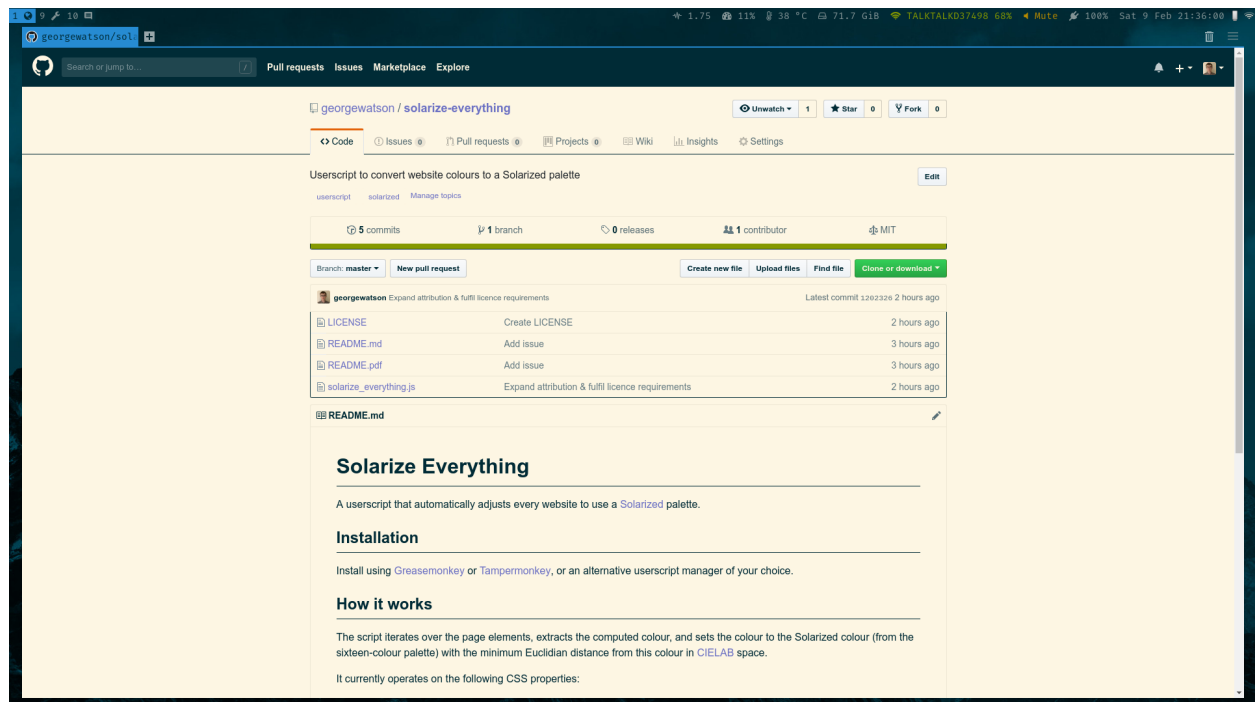 1 9 10 1.75 11% 38 °C 71.7 GiB TALKTALKD37498 68% Mute 100% Sat 9 Feb 21:36:00
georgewatson/sola
Search or jump to... / Pull requests Issues Marketplace Explore
georgewatson / solarize-everything Unwatch 1 Star 0 Fork 0
Code Issues 0 Pull requests 0 Projects 0 Wiki Insights Settings
Userscript to convert website colours to a Solarized palette Edit
userscript solarized Manage topics
5 commits 1 branch 0 releases 1 contributor MIT
Branch: master New pull request Create new file Upload files Find file Clone or download
georgewatson Expand attribution & fulfil licence requirements Latest commit 1202326 2 hours ago
LICENSE Create LICENSE 2 hours ago
README.md Add issue 3 hours ago
README.pdf Add issue 3 hours ago
solarize_everything.js Expand attribution & fulfil licence requirements 2 hours ago
README.md
Solarize Everything
A userscript that automatically adjusts every website to use a Solarized palette.
Installation
Install using Greasemonkey or Tampermonkey, or an alternative userscript manager of your choice.
How it works
The script iterates over the page elements, extracts the computed colour, and sets the colour to the Solarized colour (from the
sixteen-colour palette) with the minimum Euclidian distance from this colour in CIELAB space.
It currently operates on the following CSS properties: